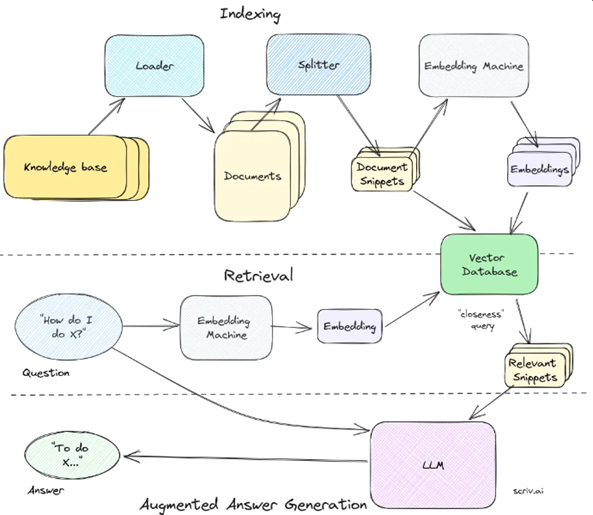 Indexing
Loader
Splitter
Embedding Machine
Knowledge base
Documents
Document
Snippets
Embeddings
Vector
Database
Retrieval
"How do I
do X?"
Embedding
Machine
Embedding
"closeness"
query
Question
Relevant
Snippets
"To do
X..."
LLM
Answer
scriv.ai
Augmented Answer Generation